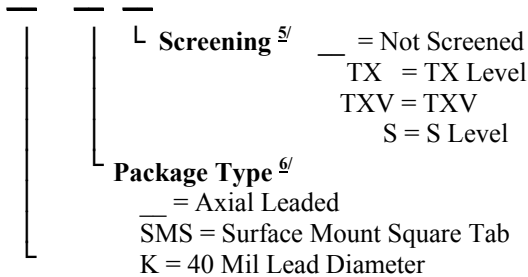 Screening 5/ __ = Not Screened
TX = TX Level
TXV = TXV
S = S Level
Package Type 6/
__ = Axial Leaded
SMS = Surface Mount Square Tab
K = 40 Mil Lead Diameter